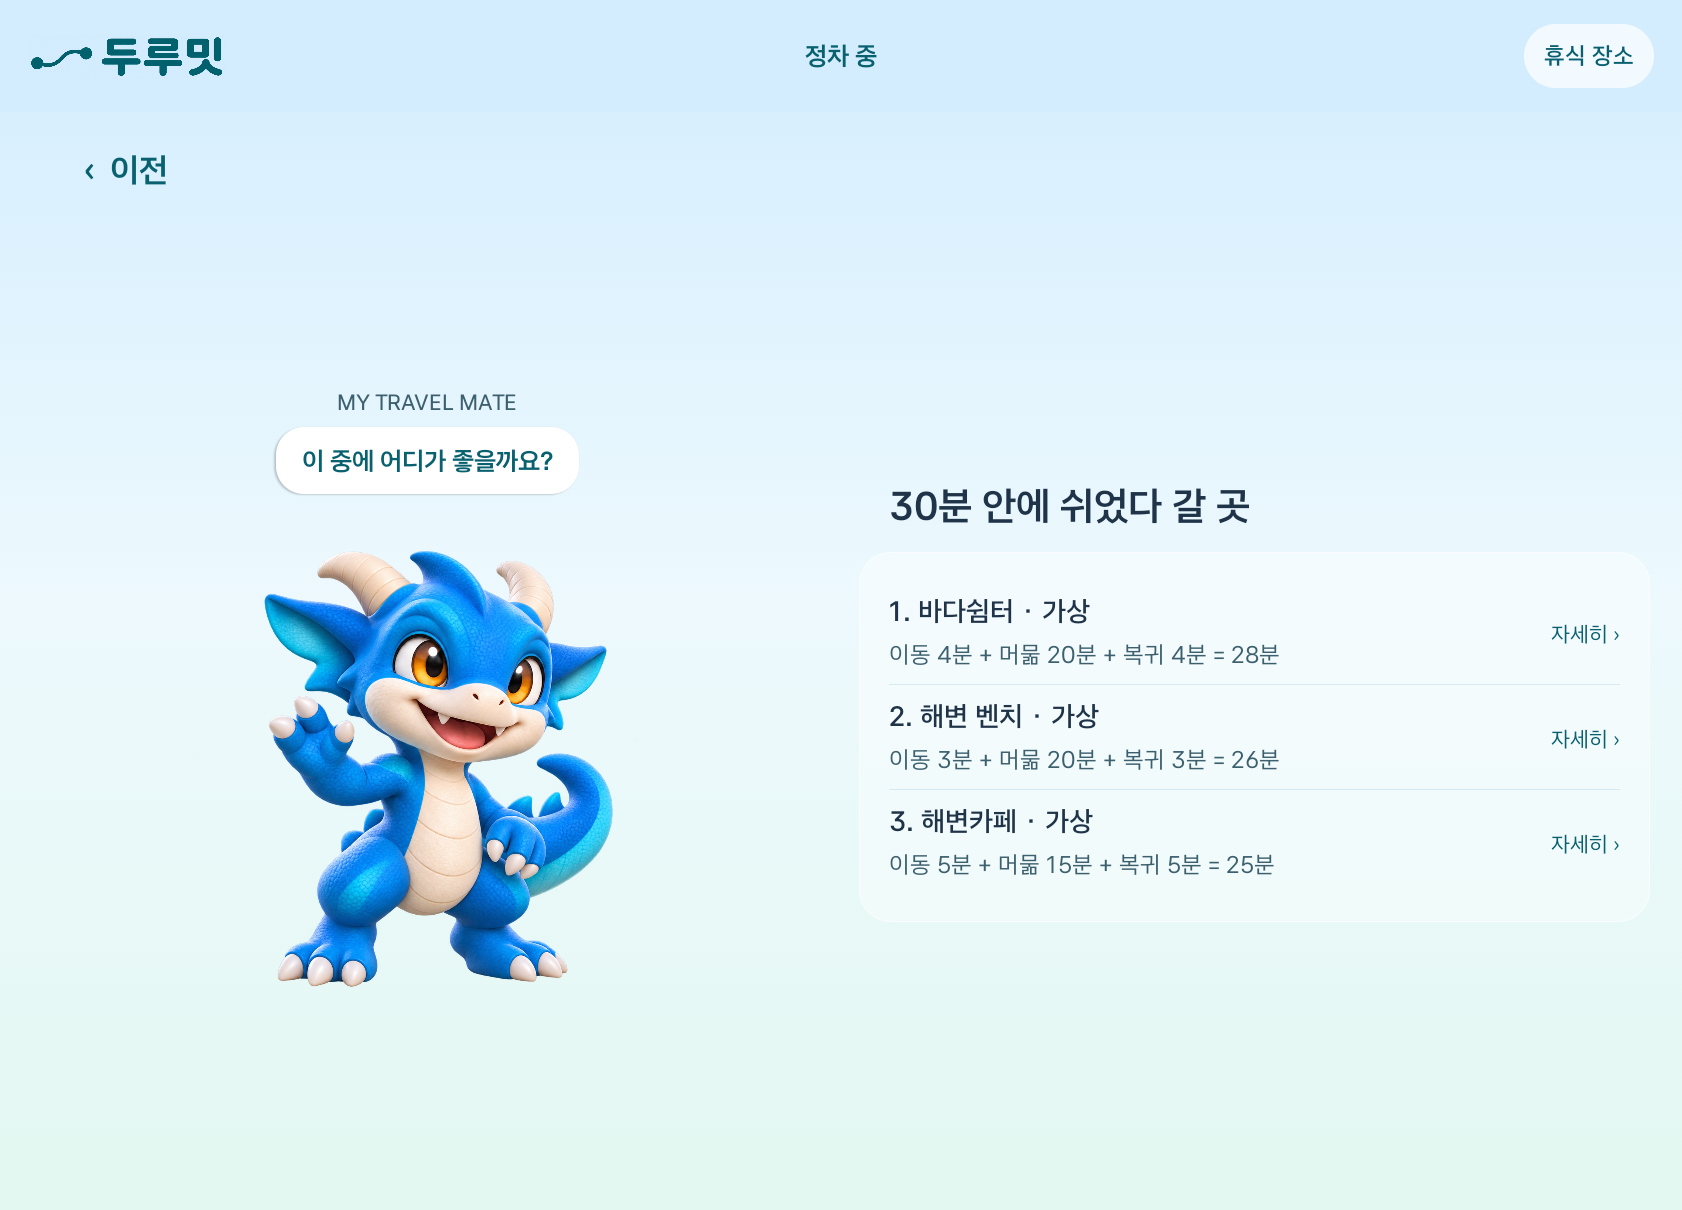 두루밋
정차 중
휴식 장소
‹ 이전
MY TRAVEL MATE
이 중에 어디가 좋을까요?
30분 안에 쉬었다 갈 곳
1. 바다쉼터 · 가상
이동 4분 + 머묾 20분 + 복귀 4분 = 28분
자세히 ›
2. 해변 벤치 · 가상
이동 3분 + 머묾 20분 + 복귀 3분 = 26분
자세히 ›
3. 해변카페 · 가상
이동 5분 + 머묾 15분 + 복귀 5분 = 25분
자세히 ›